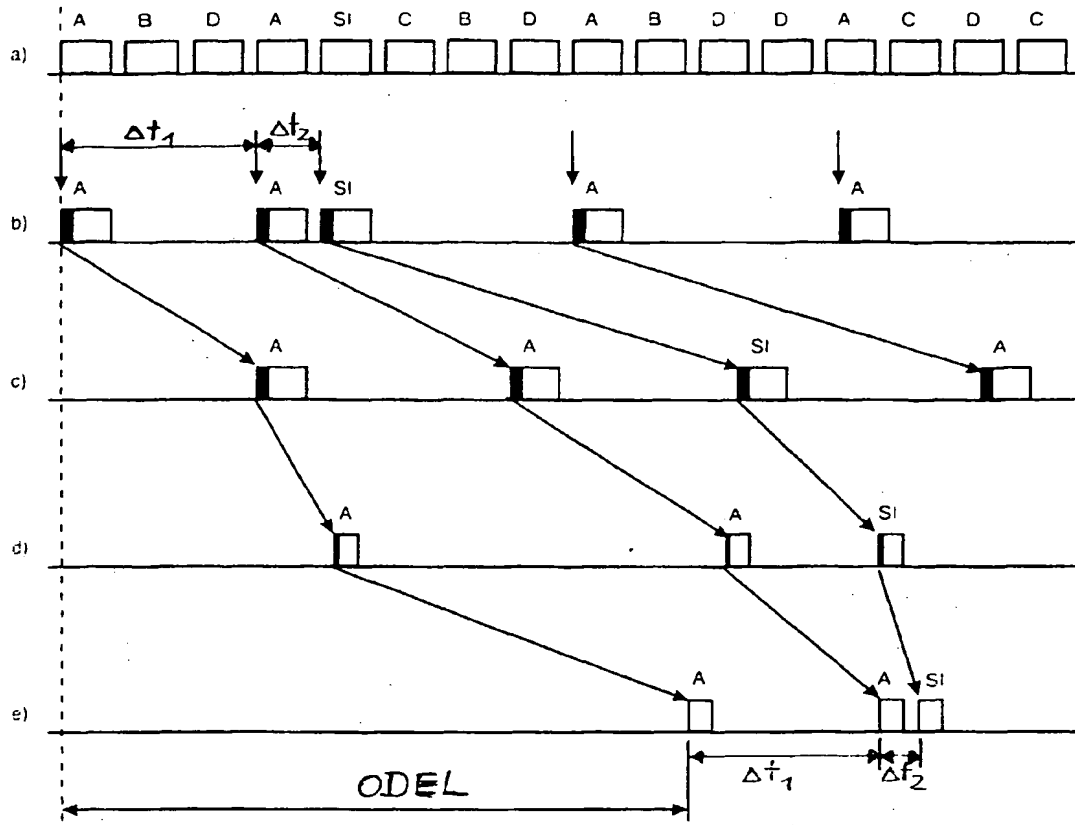 A B D A SI C B D A B D D A C D C
a)
Δt1 Δt2
A A SI A A
b)
A A SI A
c)
A A SI
d)
A A SI
e)
Δt1 Δt2
ODEL